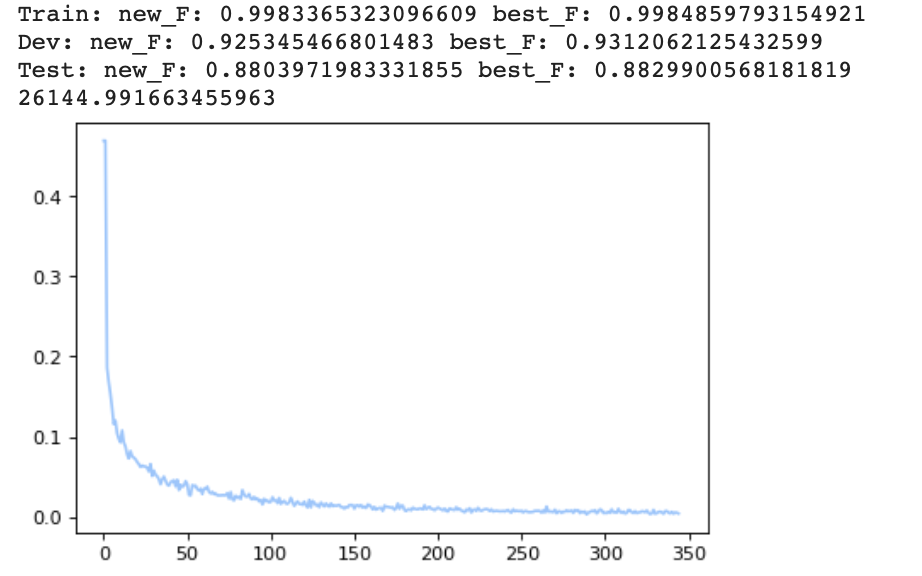 Train: new_F: 0.9983365323096609 best_F: 0.9984859793154921
Dev: new_F: 0.925345466801483 best_F: 0.9312062125432599
Test: new_F: 0.8803971983331855 best_F: 0.8829900568181819
26144.991663455963
0.4
0.3
0.2
0.1
0.0
0 50 100 150 200 250 300 350